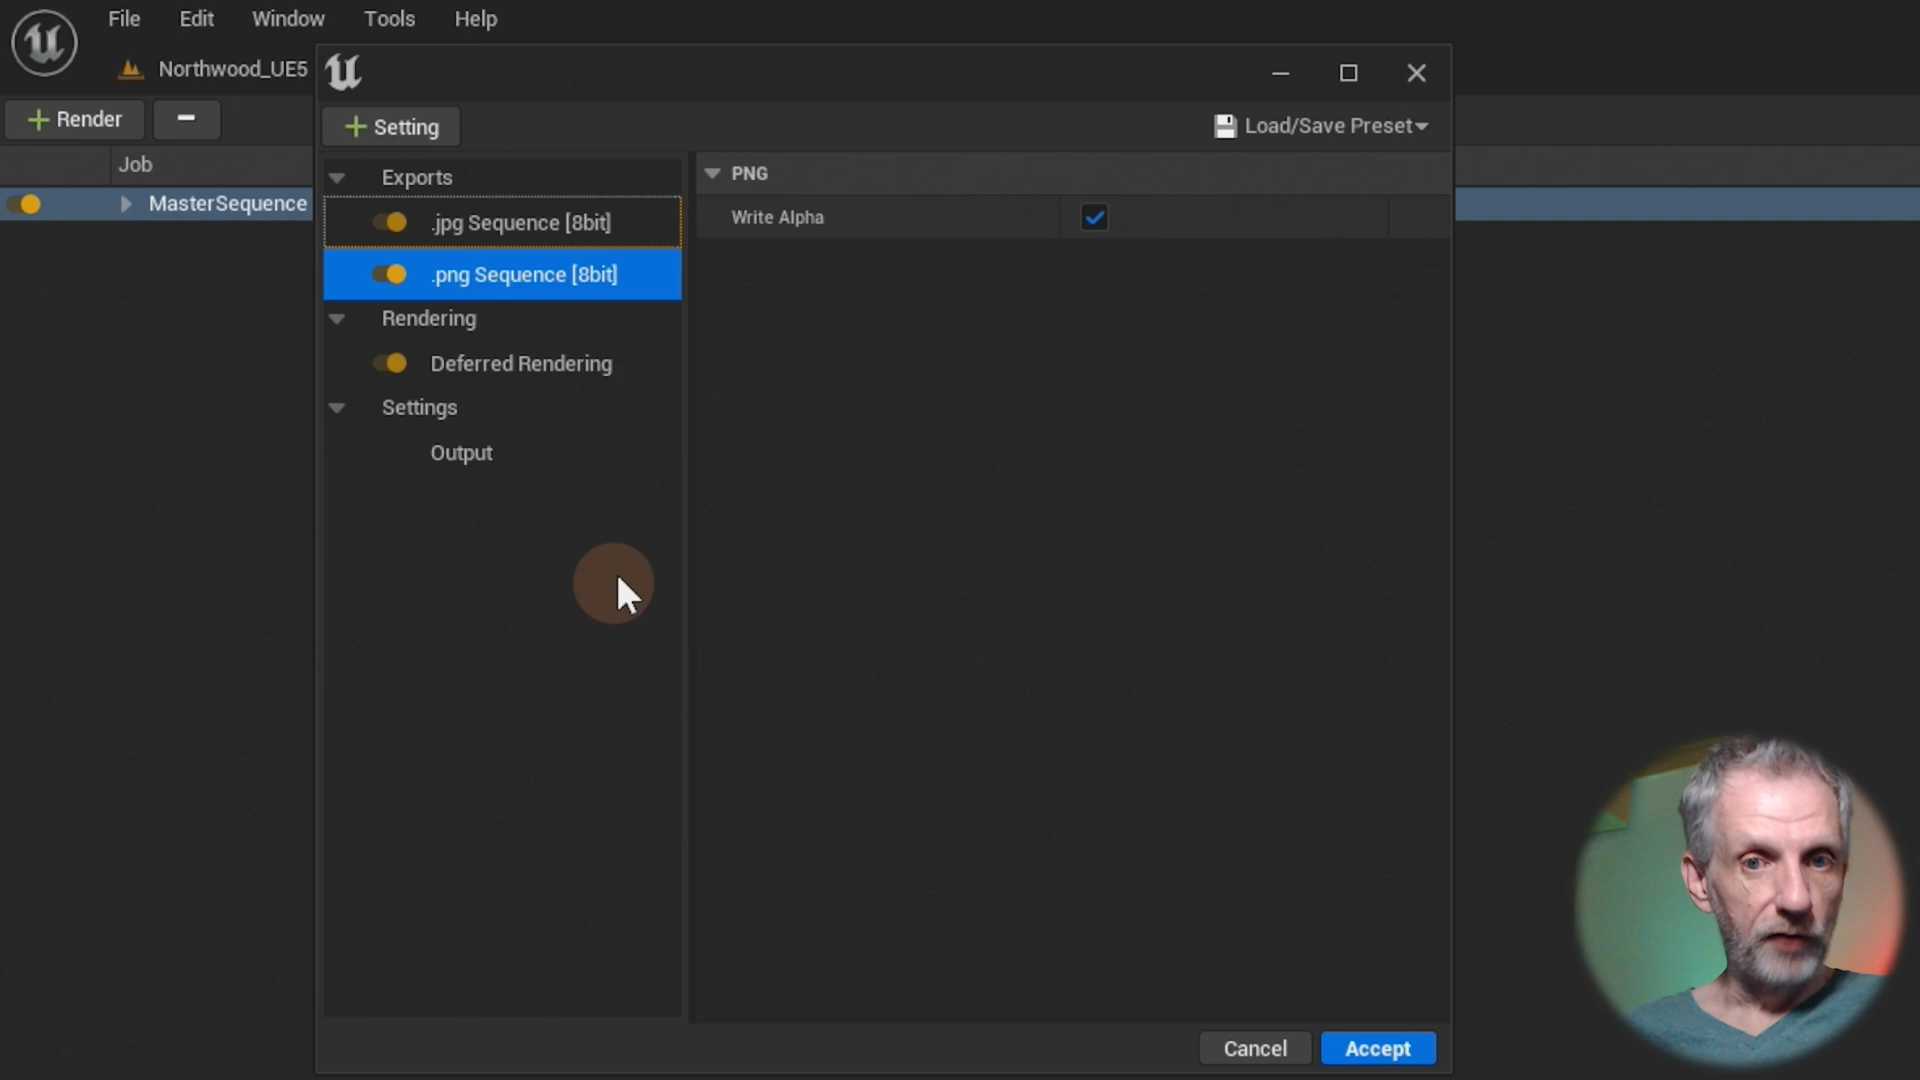 File Edit Window Tools Help
Northwood_UE5
Render
Job
MasterSequence
Setting
Load/Save Preset
Exports
.jpg Sequence [8bit]
.png Sequence [8bit]
Rendering
Deferred Rendering
Settings
Output
PNG
Write Alpha
Cancel Accept